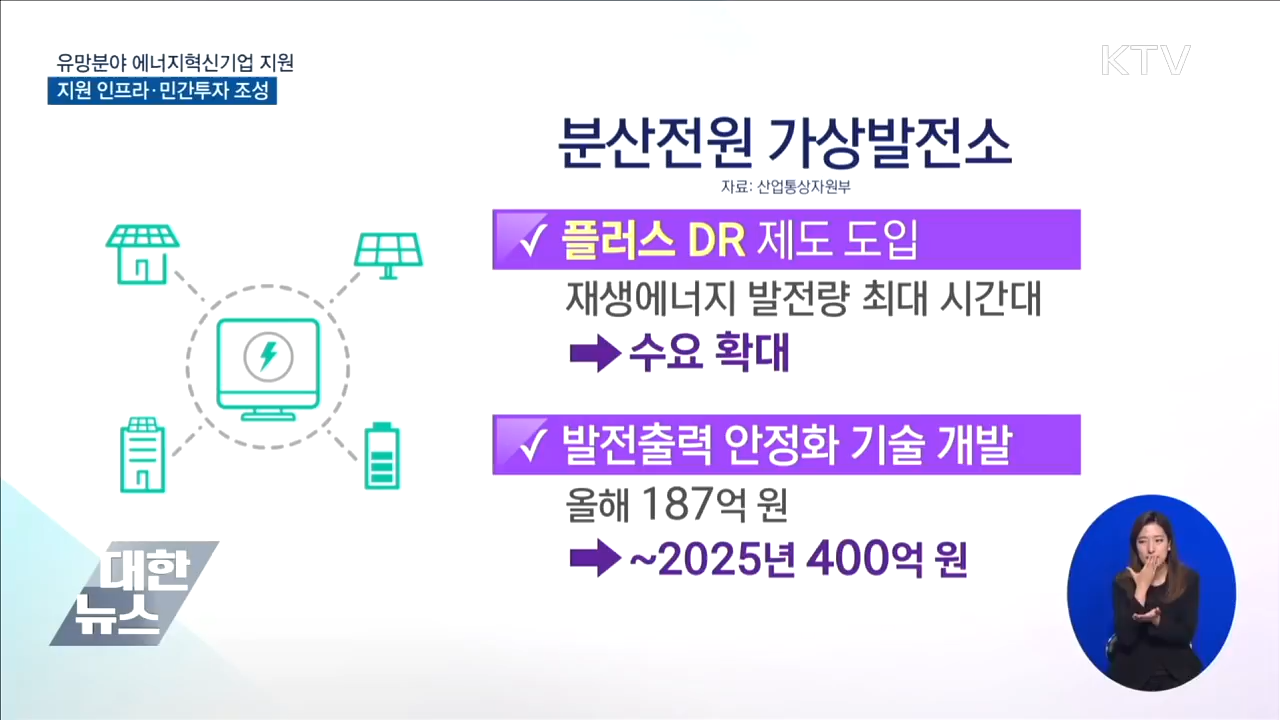 유망분야 에너지혁신기업 지원
지원 인프라·민간투자 조성
KTV
분산전원 가상발전소
자료: 산업통상자원부
✓ 플러스 DR 제도 도입
재생에너지 발전량 최대 시간대
➡ 수요 확대
✓ 발전출력 안정화 기술 개발
올해 187억 원
➡ ~2025년 400억 원
대한
뉴스